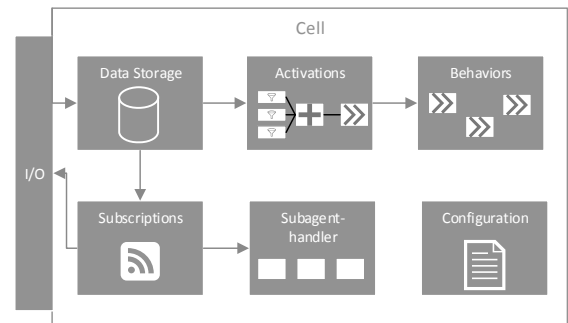 Cell
Data Storage
Activations
Behaviors
I/O
Subscriptions
Subagent-
handler
Configuration